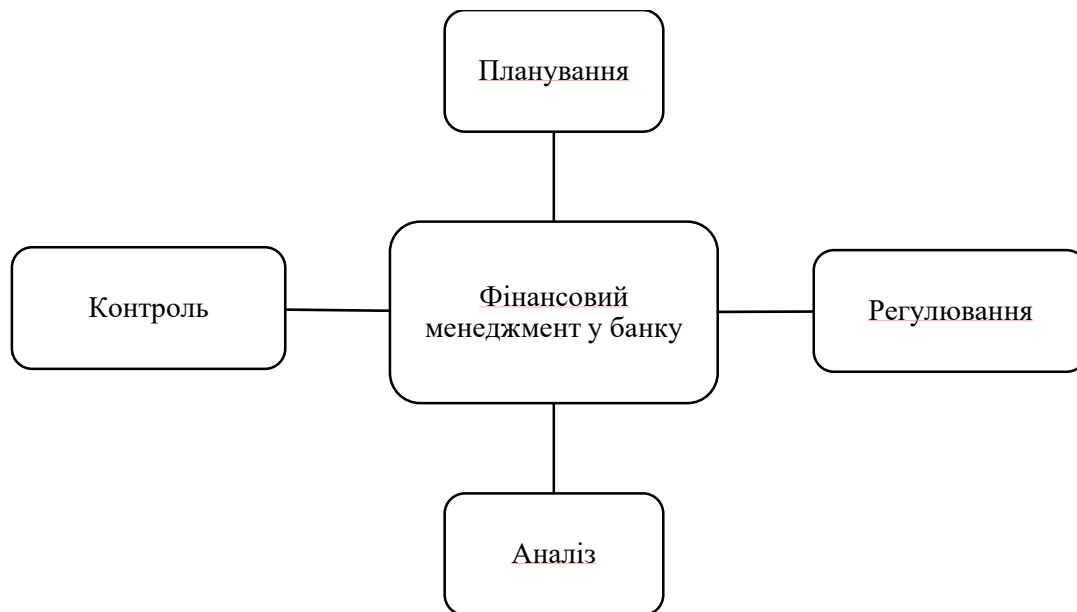 Планування
Контроль
Фінансовий
менеджмент у банку
Регулювання
Аналіз